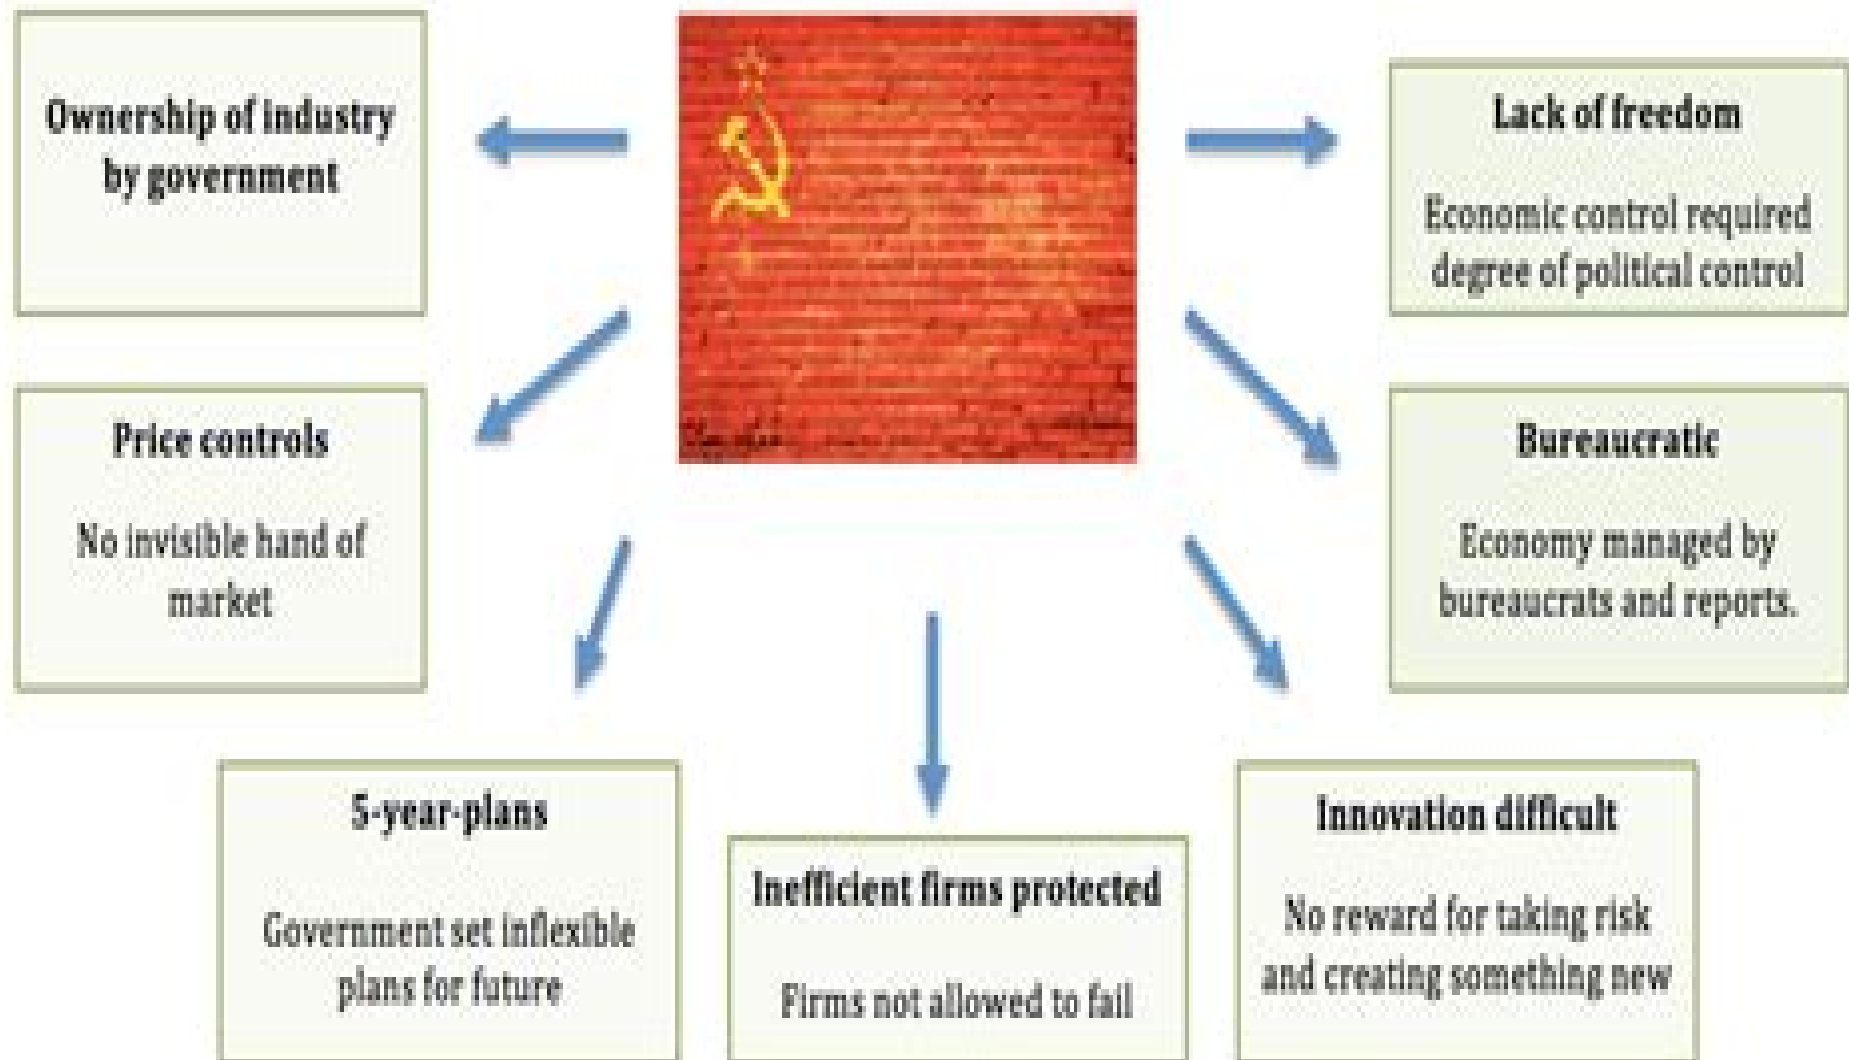 Ownership of industry
by government
Price controls
No invisible hand of
market
5-year-plans
Government set inflexible
plans for future
Inefficient firms protected
Firms not allowed to fail
Innovation difficult
No reward for taking risk
and creating something new
Bureaucratic
Economy managed by
bureaucrats and reports.
Lack of freedom
Economic control required
degree of political control